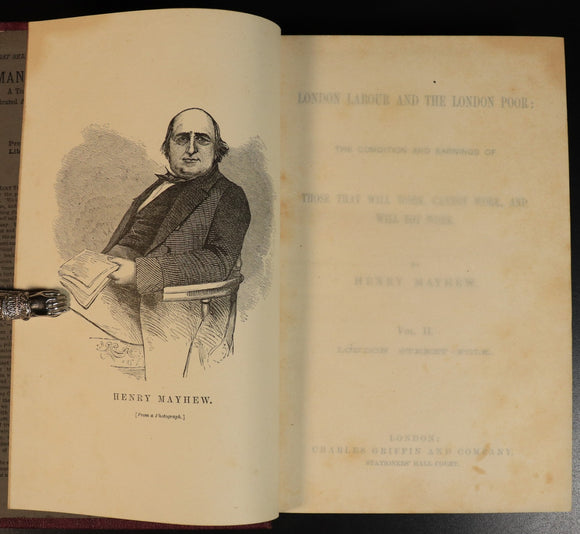 MAN
A T
HENRY MAYHEW.
[From a Photograph.]
LONDON LABOUR AND THE LONDON POOR:
THE CONDITION AND EARNINGS OF
THOSE THAT WILL WORK, CANNOT WORK, AND
WILL NOT WORK.
BY
HENRY MAYHEW.
VOL. II.
LONDON STREET-FOLK.
LONDON:
CHARLES GRIFFIN AND COMPANY,
STATIONERS' HALL COURT.